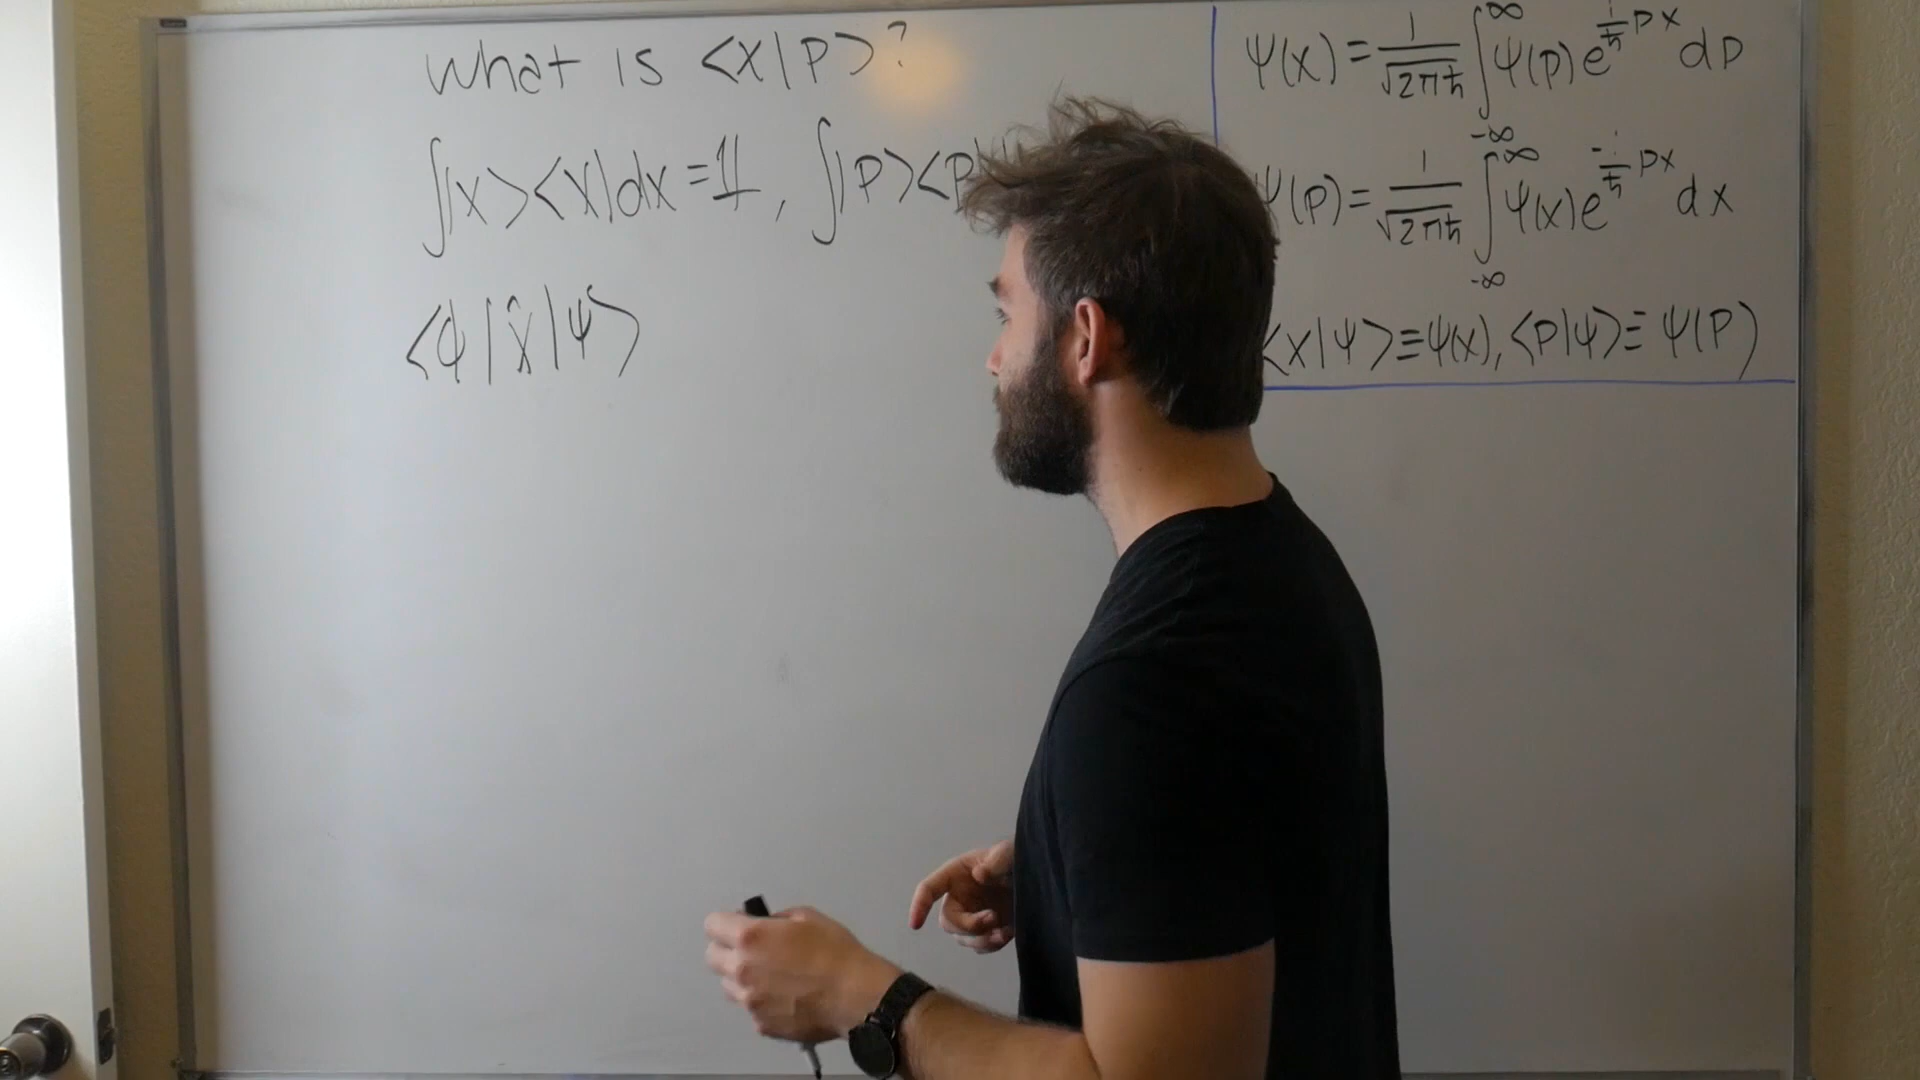 What is <x|p>?
∫|x><x|dx = 𝟙, ∫|p><p|
<ψ|x̂|ψ>
ψ(x) = 1/√2πħ ∫_{-∞}^{∞} ψ(p) e^{i/ħ px} dp
ψ(p) = 1/√2πħ ∫_{-∞}^{∞} ψ(x) e^{-i/ħ px} dx
<x|ψ> ≡ ψ(x), <p|ψ> ≡ ψ(p)